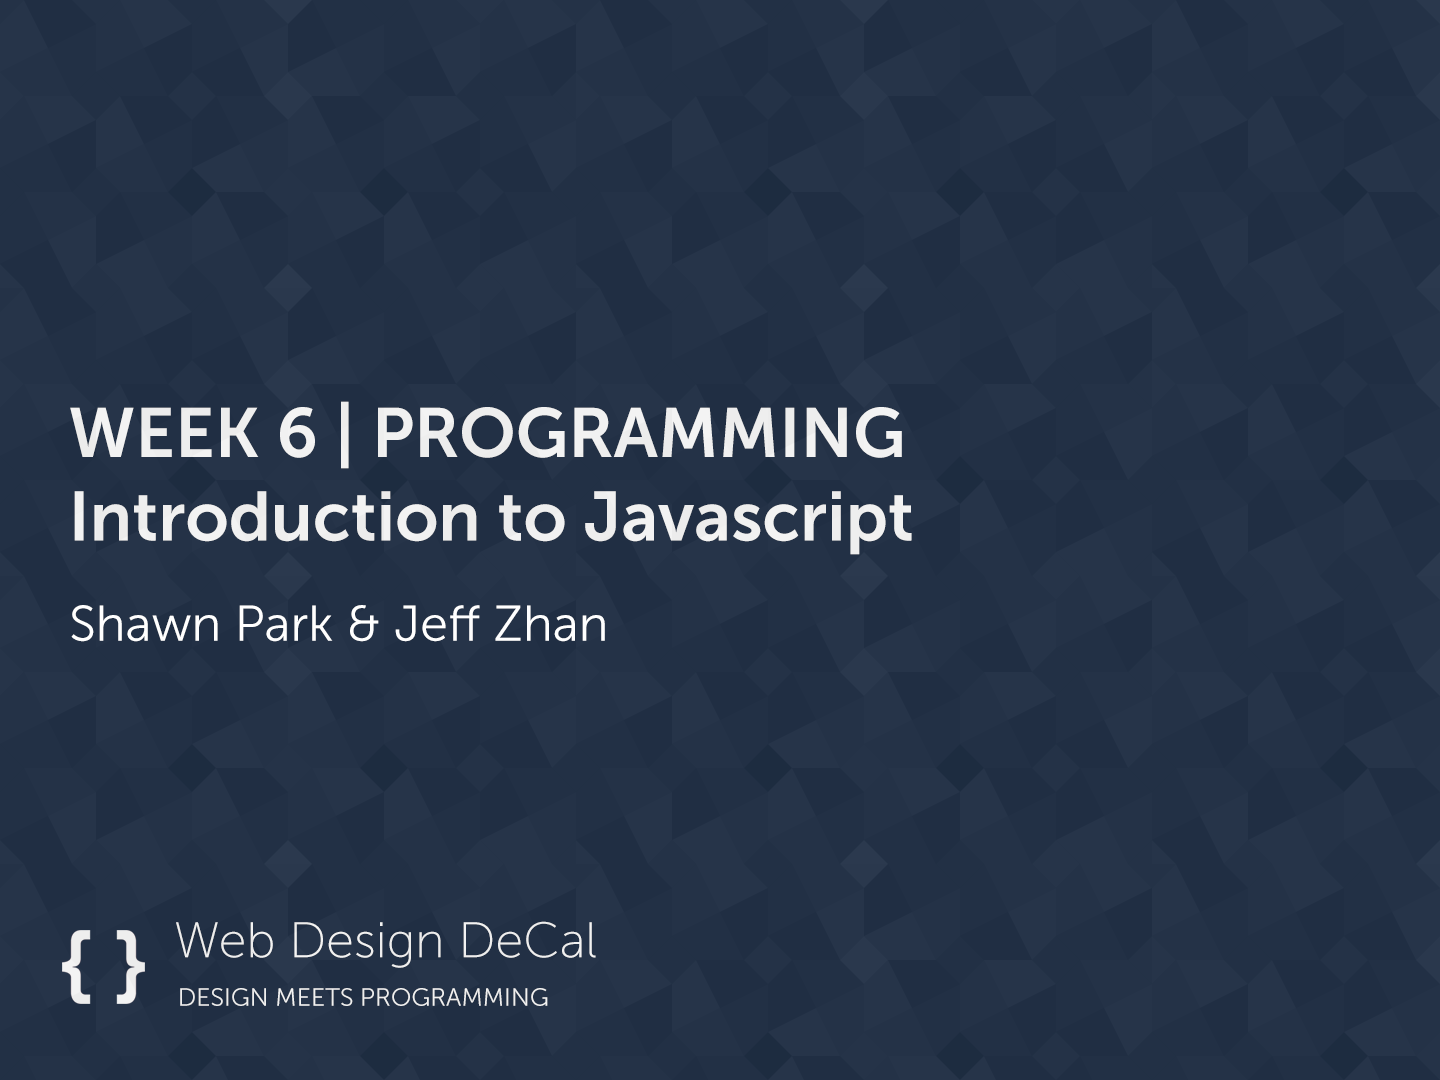 WEEK 6 | PROGRAMMING
Introduction to Javascript
Shawn Park & Jeff Zhan
{ } Web Design DeCal
DESIGN MEETS PROGRAMMING